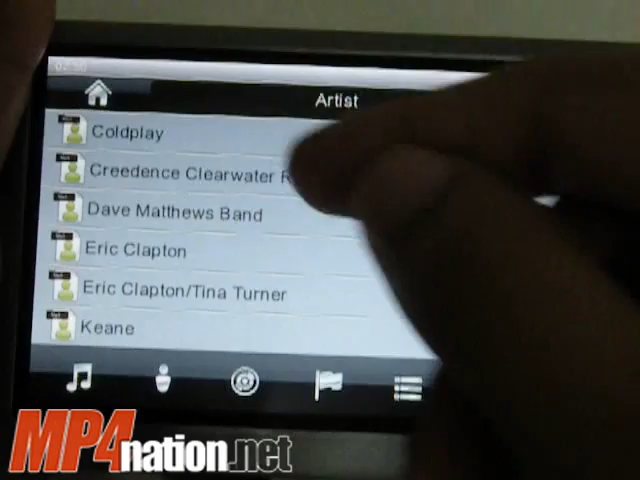 Artist
Coldplay
Creedence Clearwater
Dave Matthews Band
Eric Clapton
Eric Clapton/Tina Turner
Keane
MP4nation.net